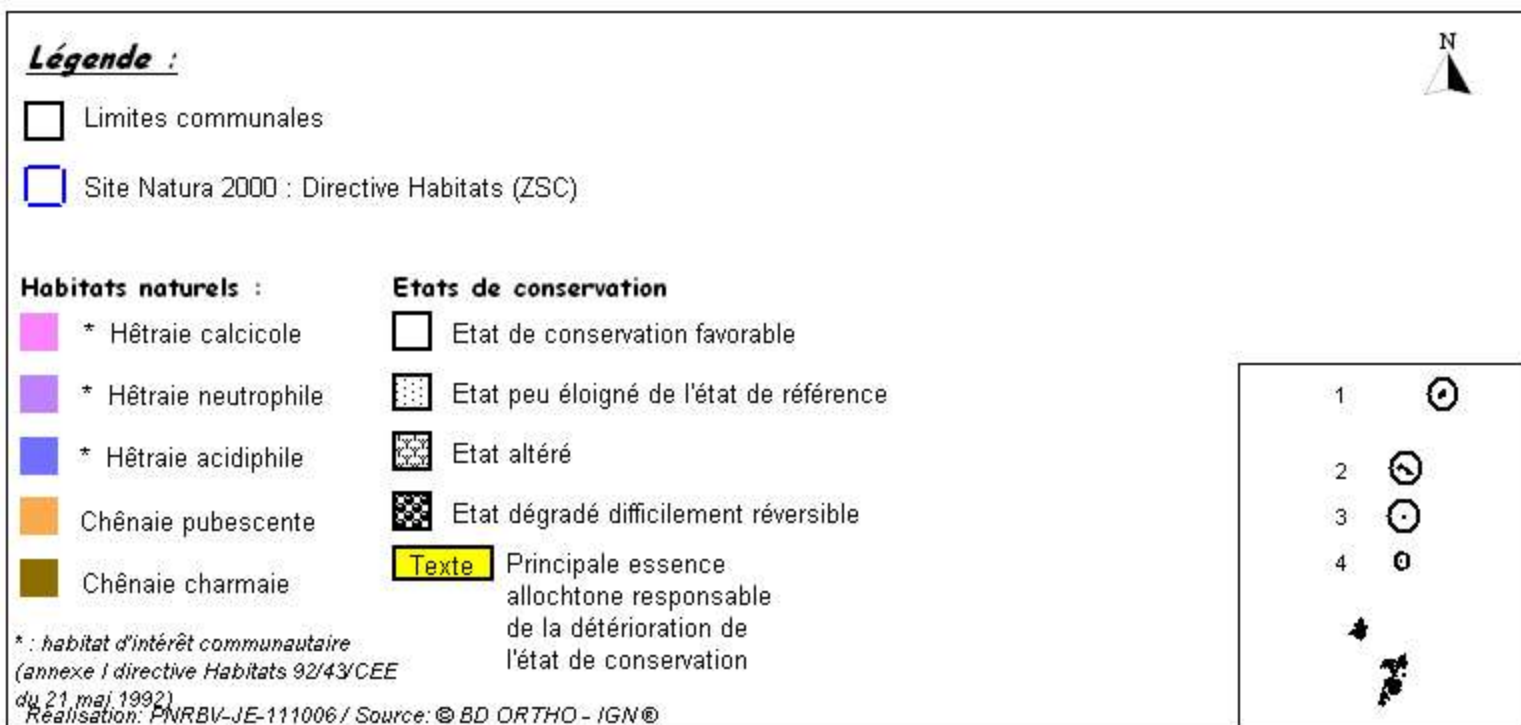 Légende :
N
Limites communales
Site Natura 2000 : Directive Habitats (ZSC)
Habitats naturels :
* Hêtraie calcicole
* Hêtraie neutrophile
* Hêtraie acidiphile
Chênaie pubescente
Chênaie charmaie
* : habitat d'intérêt communautaire
(annexe I directive Habitats 92/43/CEE
du 21 mai 1992)
Etats de conservation
Etat de conservation favorable
Etat peu éloigné de l'état de référence
Etat altéré
Etat dégradé difficilement réversible
Texte
Principale essence
allochtone responsable
de la détérioration de
l'état de conservation
Réalisation: PNRBV-JE-111006 / Source: © BD ORTHO - IGN ®
1
2
3
4